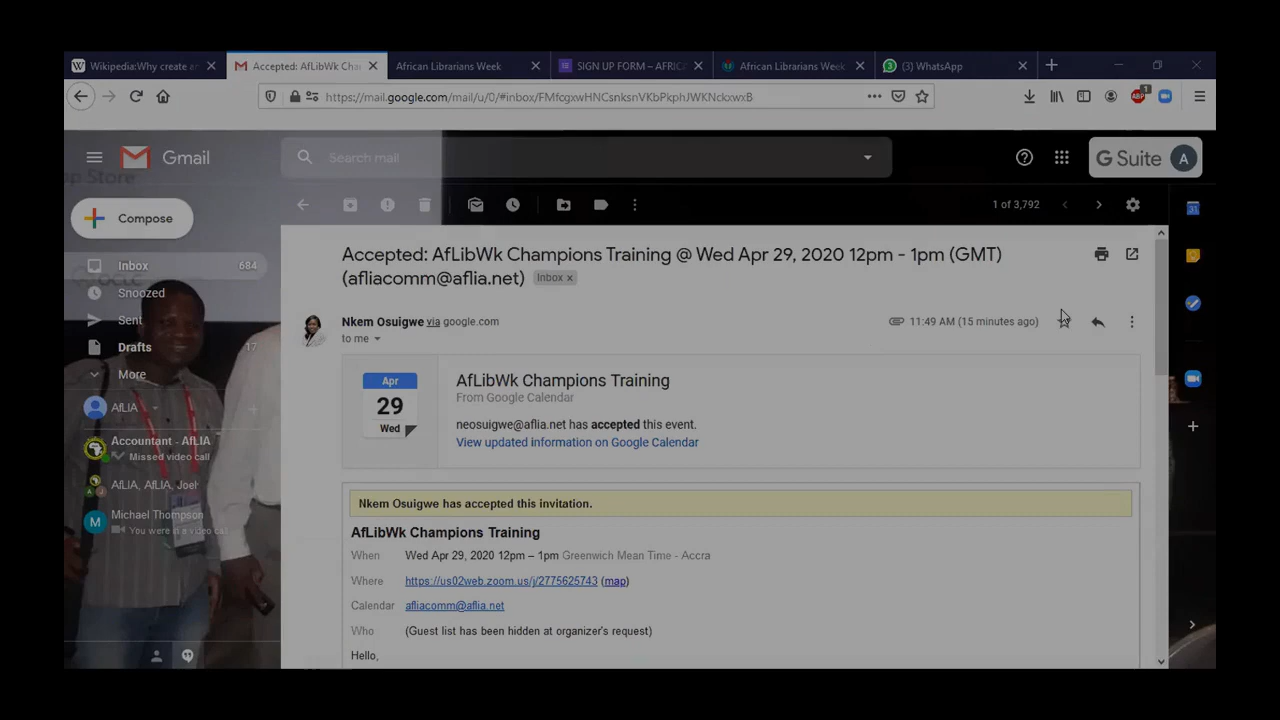 Wikipedia:Why create a
Accepted: AfLibWk Cha
African Librarians Week
SIGN UP FORM – AFRICA
African Librarians Week
(3) WhatsApp
https://mail.google.com/mail/u/0/#inbox/FMfcgxwHNCsnksnVKbPkphJWKNckxwxB
ABP
1
Gmail
Search mail
G Suite
A
Compose
1 of 3,792
Inbox 684
Snoozed
Sent
Drafts 17
More
AfLIA
Accountant - AfLIA
Missed video call
AfLIA, AfLIA, Joel
Michael Thompson
M
You were in a video call
Accepted: AfLibWk Champions Training @ Wed Apr 29, 2020 12pm - 1pm (GMT)
(afliacomm@aflia.net) Inbox x
Nkem Osuigwe via google.com
11:49 AM (15 minutes ago)
to me
Apr
29
Wed
AfLibWk Champions Training
From Google Calendar
neosuigwe@aflia.net has accepted this event.
View updated information on Google Calendar
Nkem Osuigwe has accepted this invitation.
AfLibWk Champions Training
When Wed Apr 29, 2020 12pm – 1pm Greenwich Mean Time - Accra
Where https://us02web.zoom.us/j/2775625743 (map)
Calendar afliacomm@aflia.net
Who (Guest list has been hidden at organizer's request)
Hello,
31